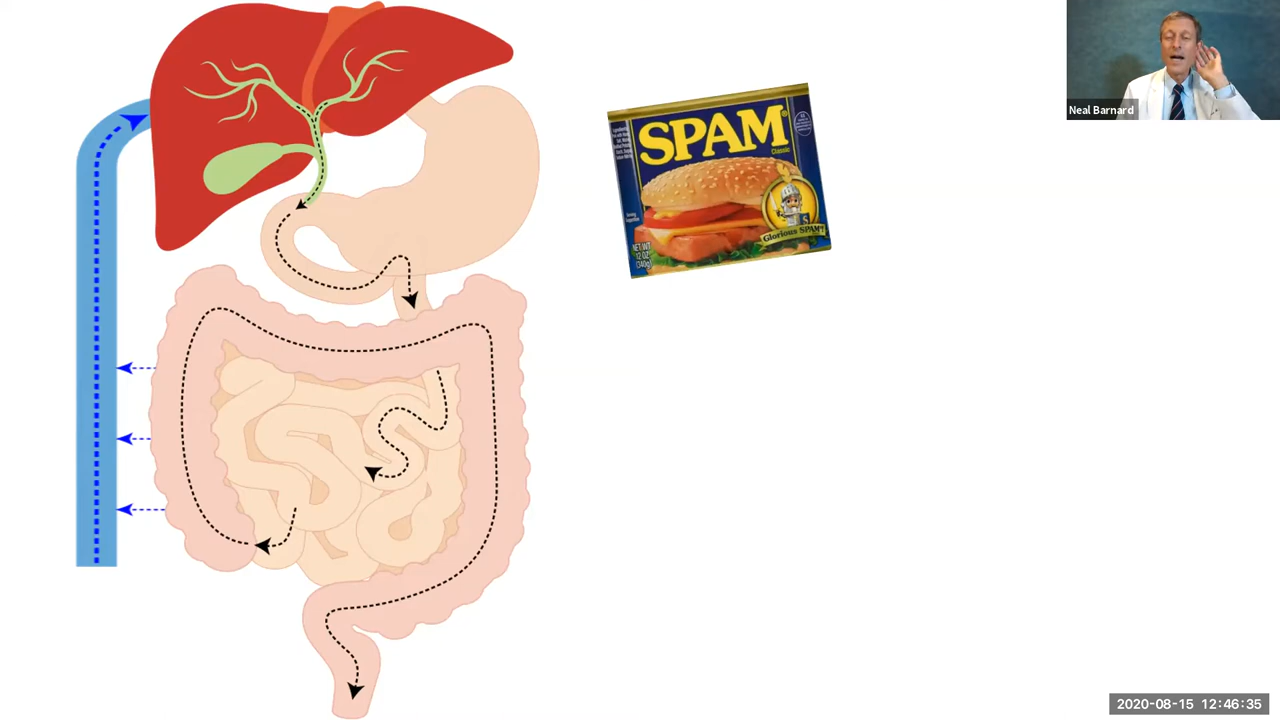 Neal Barnard
SPAM®
Classic
Glorious SPAM!
NET WT
12 OZ
(340g)
2020-08-15 12:46:35